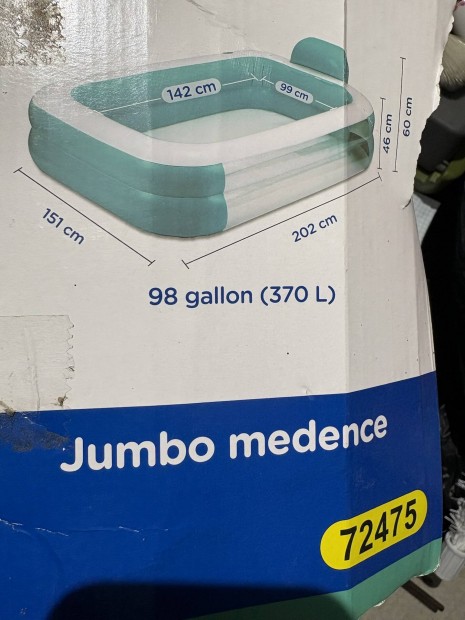 142 cm
99 cm
46 cm
60 cm
151 cm
202 cm
98 gallon (370 L)
Jumbo medence
72475